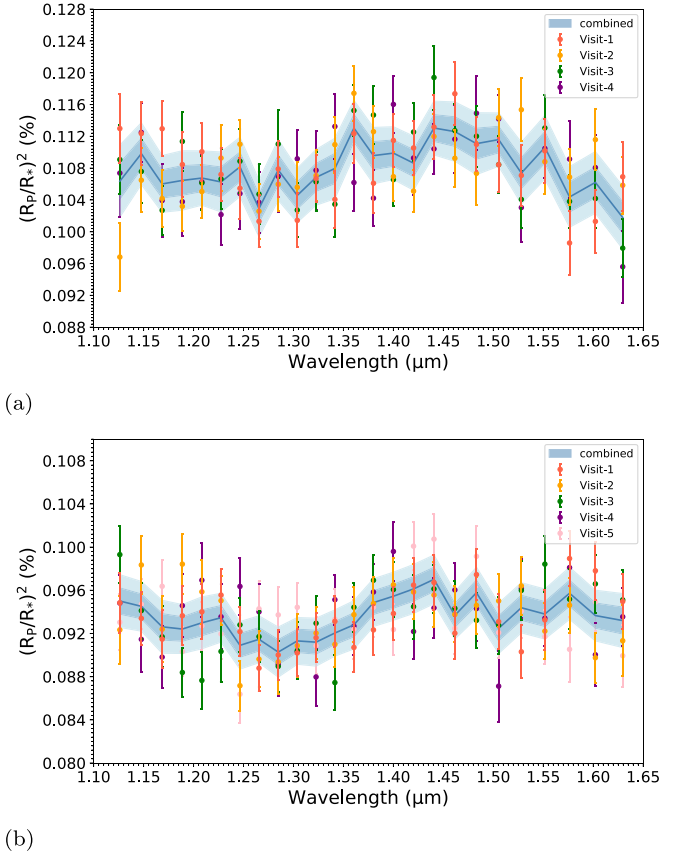 0.128
0.124
0.120
0.116
0.112
0.108
0.104
0.100
0.096
0.092
0.088
(R_P/R_*)^2 (%)
combined
Visit-1
Visit-2
Visit-3
Visit-4
1.10 1.15 1.20 1.25 1.30 1.35 1.40 1.45 1.50 1.55 1.60 1.65
Wavelength (μm)
(a)
0.108
0.104
0.100
0.096
0.092
0.088
0.084
0.080
(R_P/R_*)^2 (%)
combined
Visit-1
Visit-2
Visit-3
Visit-4
Visit-5
1.10 1.15 1.20 1.25 1.30 1.35 1.40 1.45 1.50 1.55 1.60 1.65
Wavelength (μm)
(b)